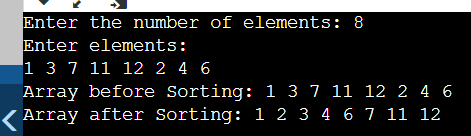 Enter the number of elements: 8
Enter elements:
1 3 7 11 12 2 4 6
Array before Sorting: 1 3 7 11 12 2 4 6
Array after Sorting: 1 2 3 4 6 7 11 12